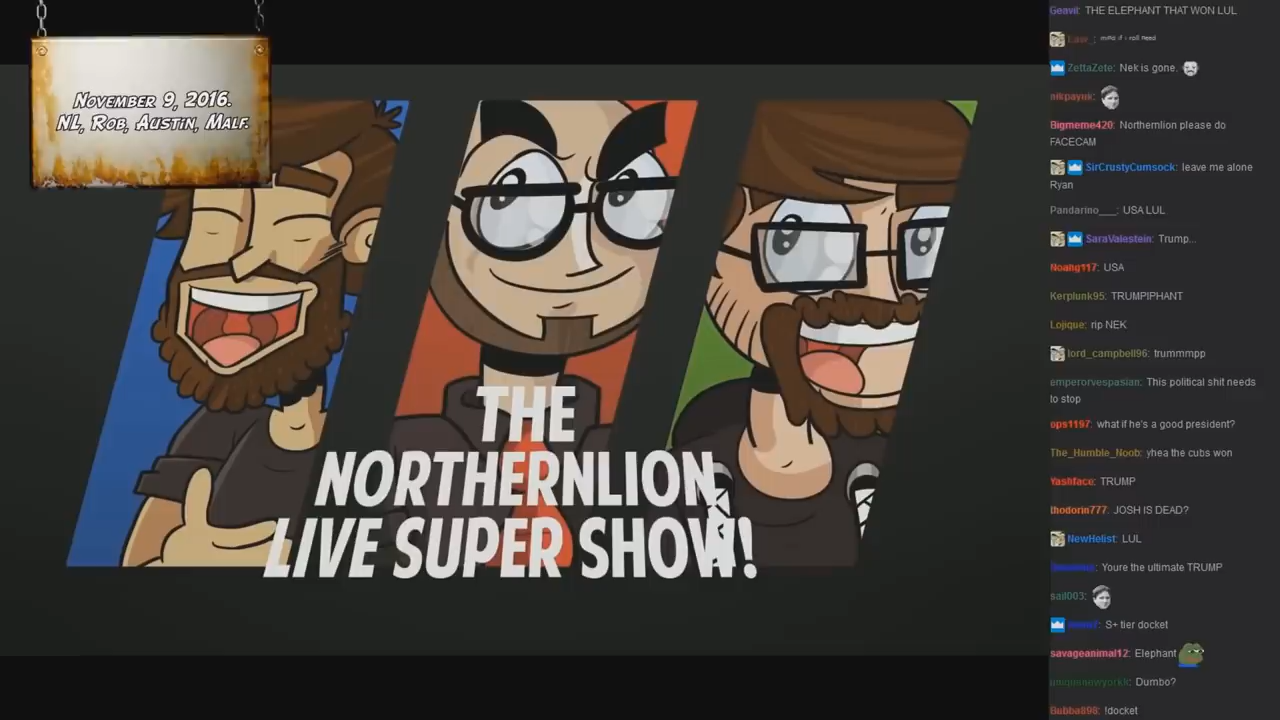 November 9, 2016.
NL, Rob, Austin, Malf.
THE
NORTHERNLION
LIVE SUPER SHOW!
Geavil: THE ELEPHANT THAT WON LUL
ZettaZete: Nek is gone.
nikpaynk:
Bigmeme420: Northernlion please do
FACECAM
SirCrustyCumsock: leave me alone
Ryan
Pandarino___: USA LUL
SaraValestein: Trump...
Noahg117: USA
Kerplunk95: TRUMPIPHANT
Lojique: rip NEK
lord_campbell96: trummmpp
emperorvespasian: This political shit needs
to stop
ops1197: what if he's a good president?
The_Humble_Noob: yhea the cubs won
Yashface: TRUMP
thodorin777: JOSH IS DEAD?
NewHelist: LUL
Youre the ultimate TRUMP
sail003:
S+ tier docket
savageanimal12: Elephant
Dumbo?
Gubball98: !docket